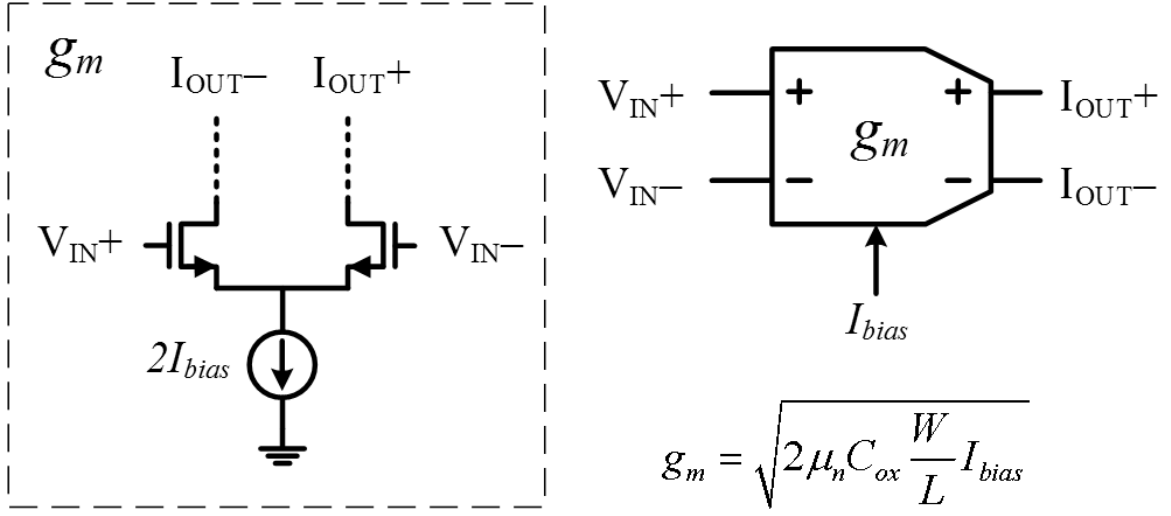 g_m
I_OUT− I_OUT+
V_IN+ V_IN−
2I_bias
V_IN+ + + I_OUT+
g_m
V_IN− − − I_OUT−
I_bias
g_m = √(2μ_n C_ox W/L I_bias)